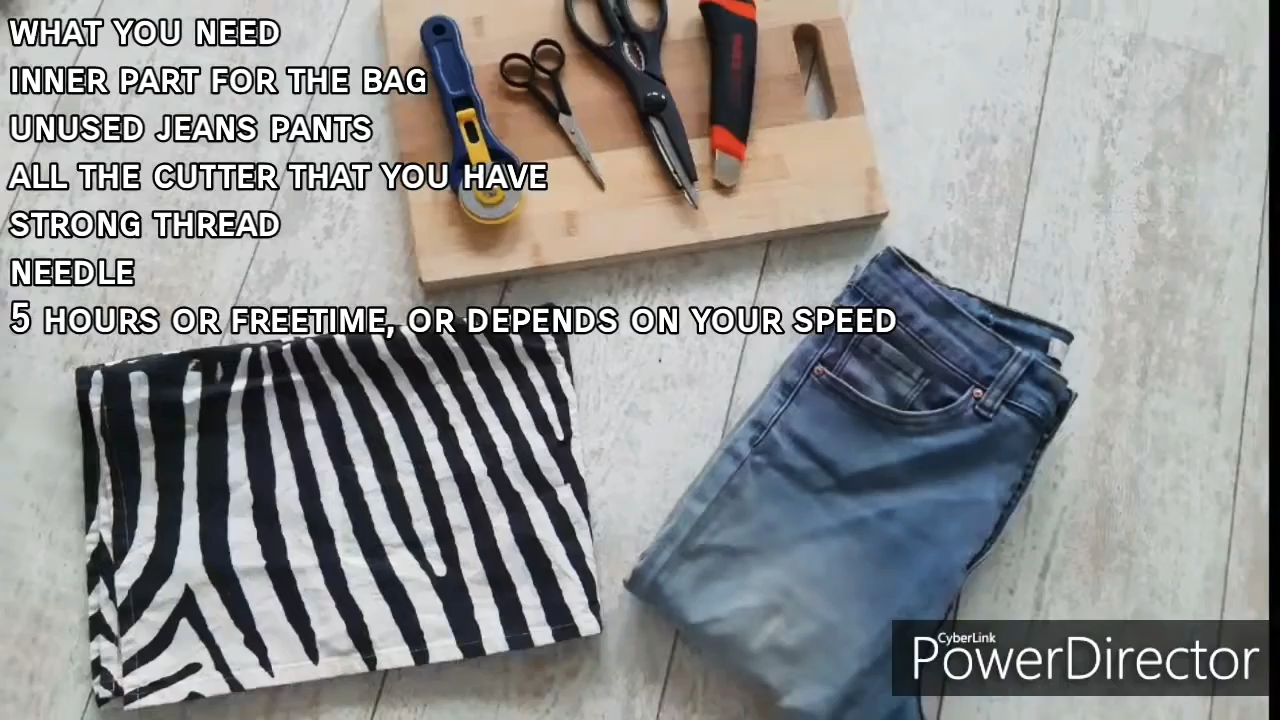 WHAT YOU NEED
INNER PART FOR THE BAG
UNUSED JEANS PANTS
ALL THE CUTTER THAT YOU HAVE
STRONG THREAD
NEEDLE
5 HOURS OR FREETIME, OR DEPENDS ON YOUR SPEED
CyberLink
PowerDirector